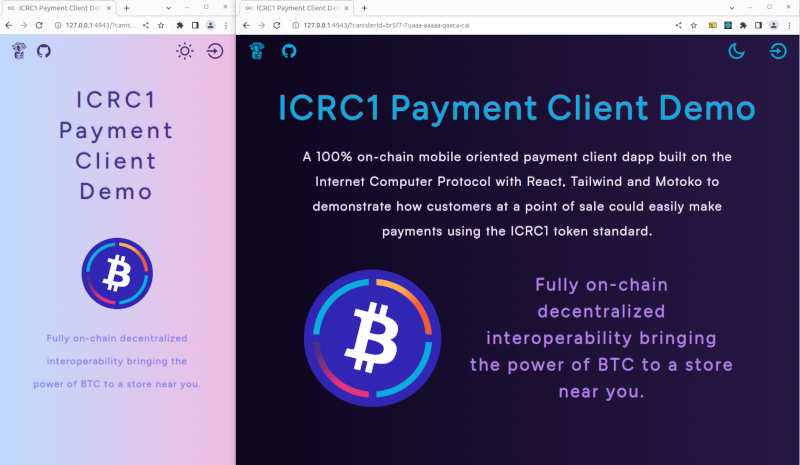 ICRC1 Payment Client Dem
127.0.0.1:4943/?canis...
ICRC1
Payment
Client
Demo
Fully on-chain decentralized
interoperability bringing the
power of BTC to a store near you.
ICRC1 Payment Client Dem
127.0.0.1:4943/?canisterId=br5f7-7uaaa-aaaaa-qaaca-cai
ICRC1 Payment Client Demo
A 100% on-chain mobile oriented payment client dapp built on the
Internet Computer Protocol with React, Tailwind and Motoko to
demonstrate how customers at a point of sale could easily make
payments using the ICRC1 token standard.
Fully on-chain
decentralized
interoperability bringing
the power of BTC to a store
near you.